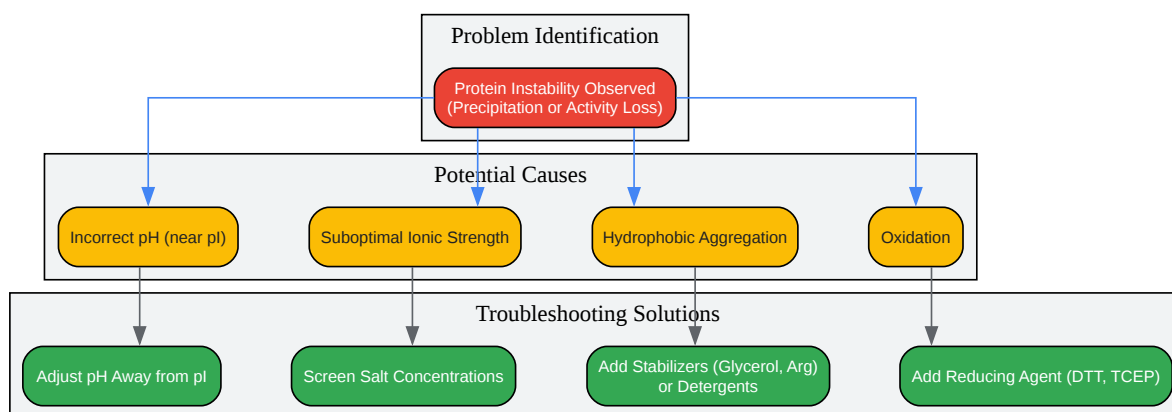 Problem Identification
Protein Instability Observed
(Precipitation or Activity Loss)
Potential Causes
Incorrect pH (near pI)
Suboptimal Ionic Strength
Hydrophobic Aggregation
Oxidation
Troubleshooting Solutions
Adjust pH Away from pI
Screen Salt Concentrations
Add Stabilizers (Glycerol, Arg)
or Detergents
Add Reducing Agent (DTT, TCEP)